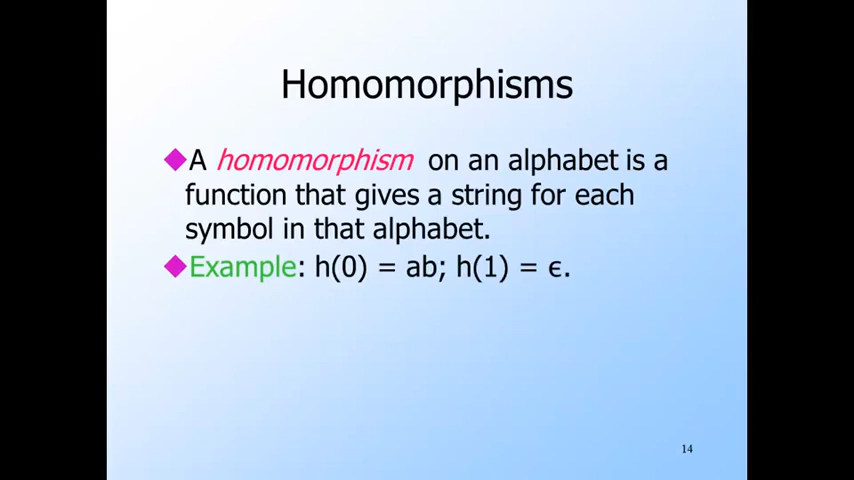 Homomorphisms
A homomorphism on an alphabet is a
function that gives a string for each
symbol in that alphabet.
Example: h(0) = ab; h(1) = ϵ.
14